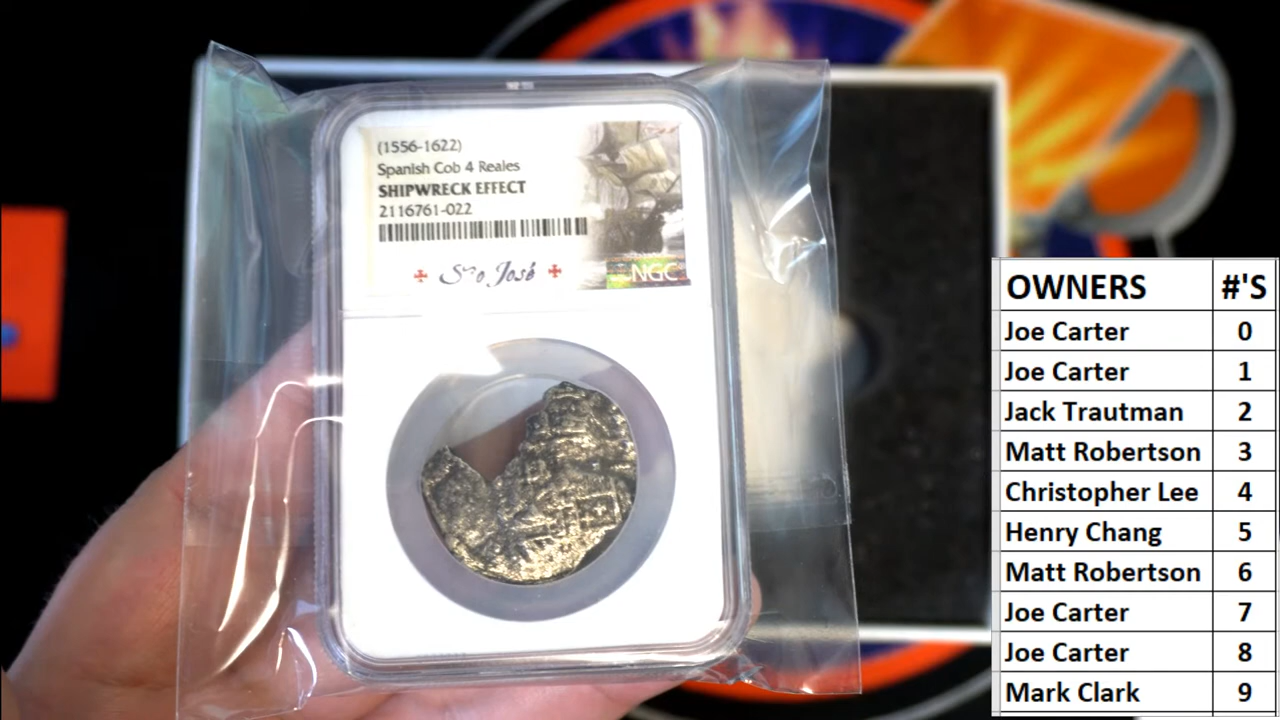 (1556-1622)
Spanish Cob 4 Reales
SHIPWRECK EFFECT
2116761-022
São José
NGC
OWNERS #'S
Joe Carter 0
Joe Carter 1
Jack Trautman 2
Matt Robertson 3
Christopher Lee 4
Henry Chang 5
Matt Robertson 6
Joe Carter 7
Joe Carter 8
Mark Clark 9